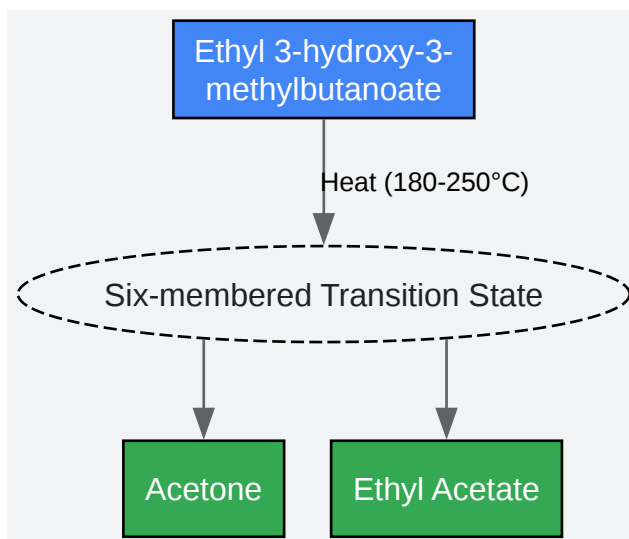 Ethyl 3-hydroxy-3-
methylbutanoate
Heat (180-250°C)
Six-membered Transition State
Acetone
Ethyl Acetate